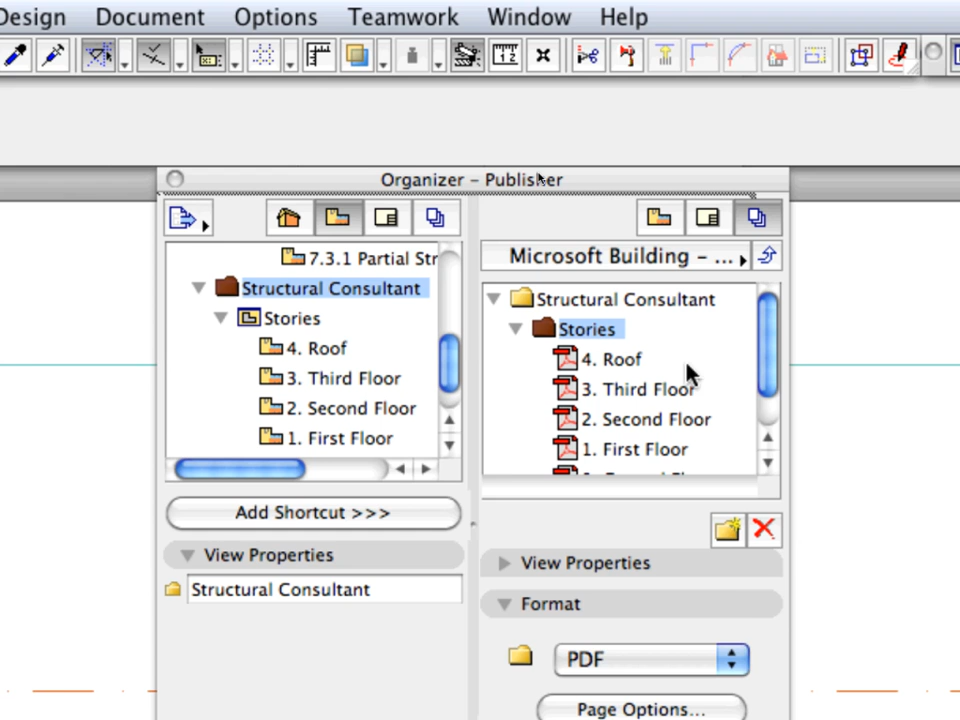 Design Document Options Teamwork Window Help
Organizer – Publisher
7.3.1 Partial Str
Structural Consultant
Stories
4. Roof
3. Third Floor
2. Second Floor
1. First Floor
Add Shortcut >>>
View Properties
Structural Consultant
Microsoft Building – ...
Structural Consultant
Stories
4. Roof
3. Third Floor
2. Second Floor
1. First Floor
View Properties
Format
PDF
Page Options...